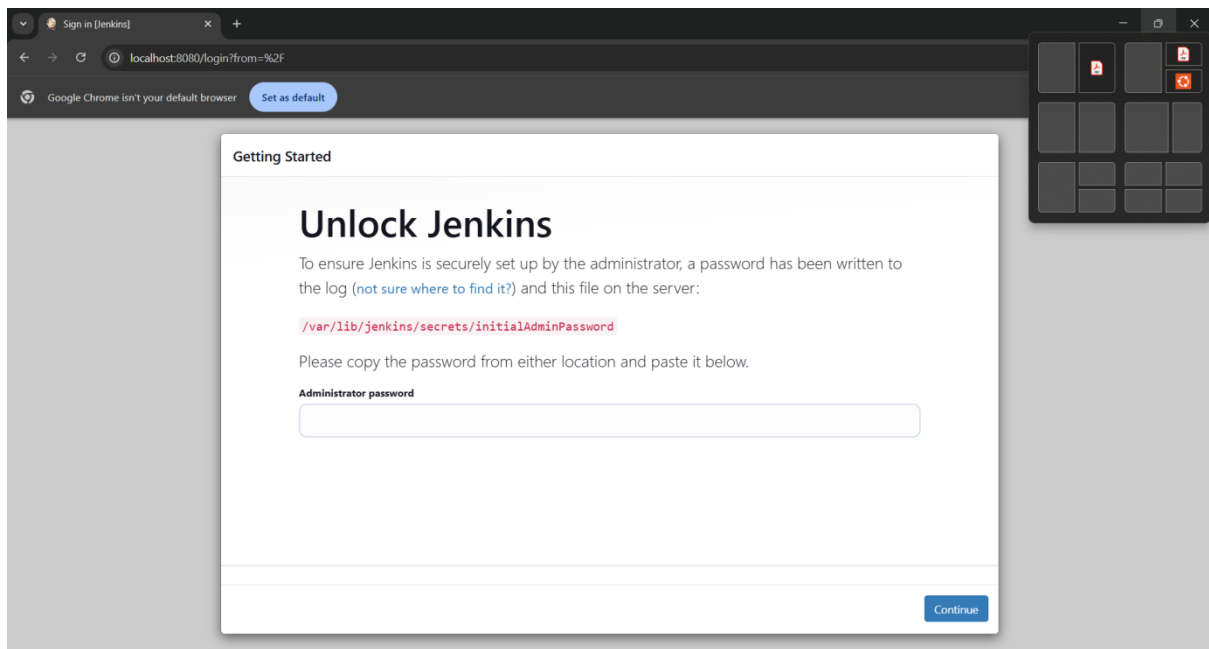 Sign in [Jenkins]
localhost:8080/login?from=%2F
Google Chrome isn't your default browser Set as default
Getting Started
Unlock Jenkins
To ensure Jenkins is securely set up by the administrator, a password has been written to
the log (not sure where to find it?) and this file on the server:
/var/lib/jenkins/secrets/initialAdminPassword
Please copy the password from either location and paste it below.
Administrator password
Continue